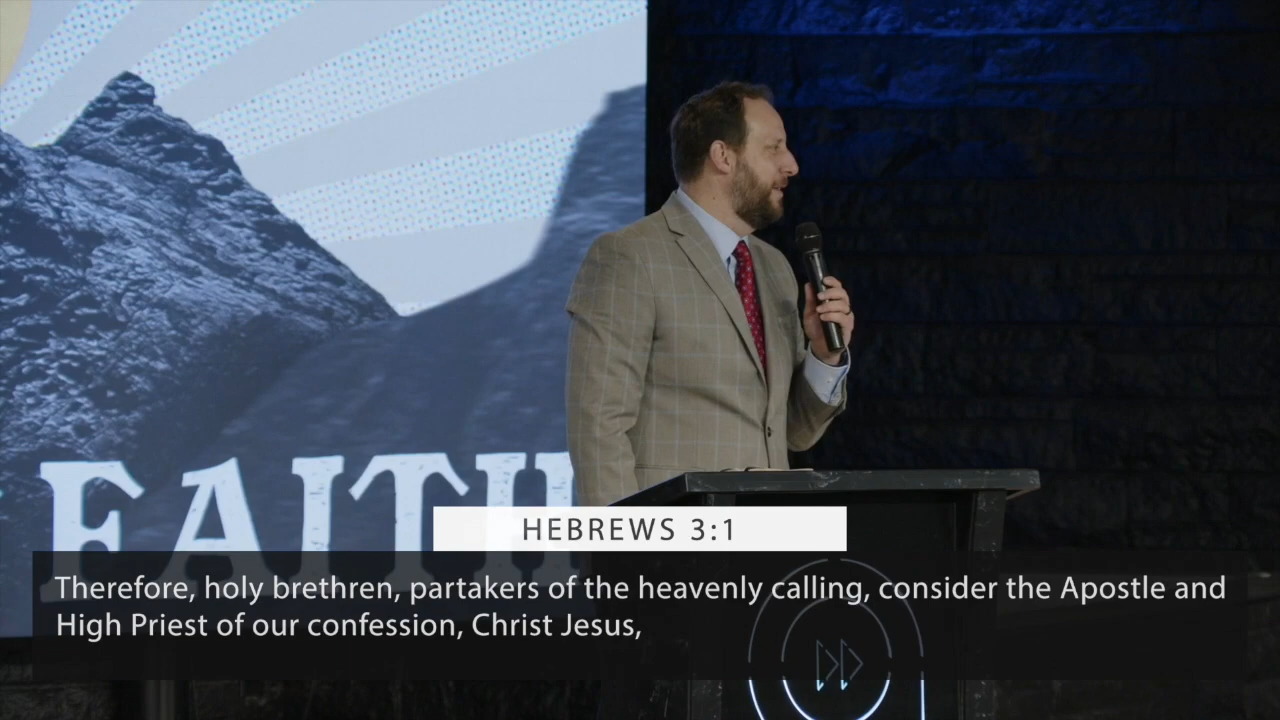 FAITH
HEBREWS 3:1
Therefore, holy brethren, partakers of the heavenly calling, consider the Apostle and
High Priest of our confession, Christ Jesus,